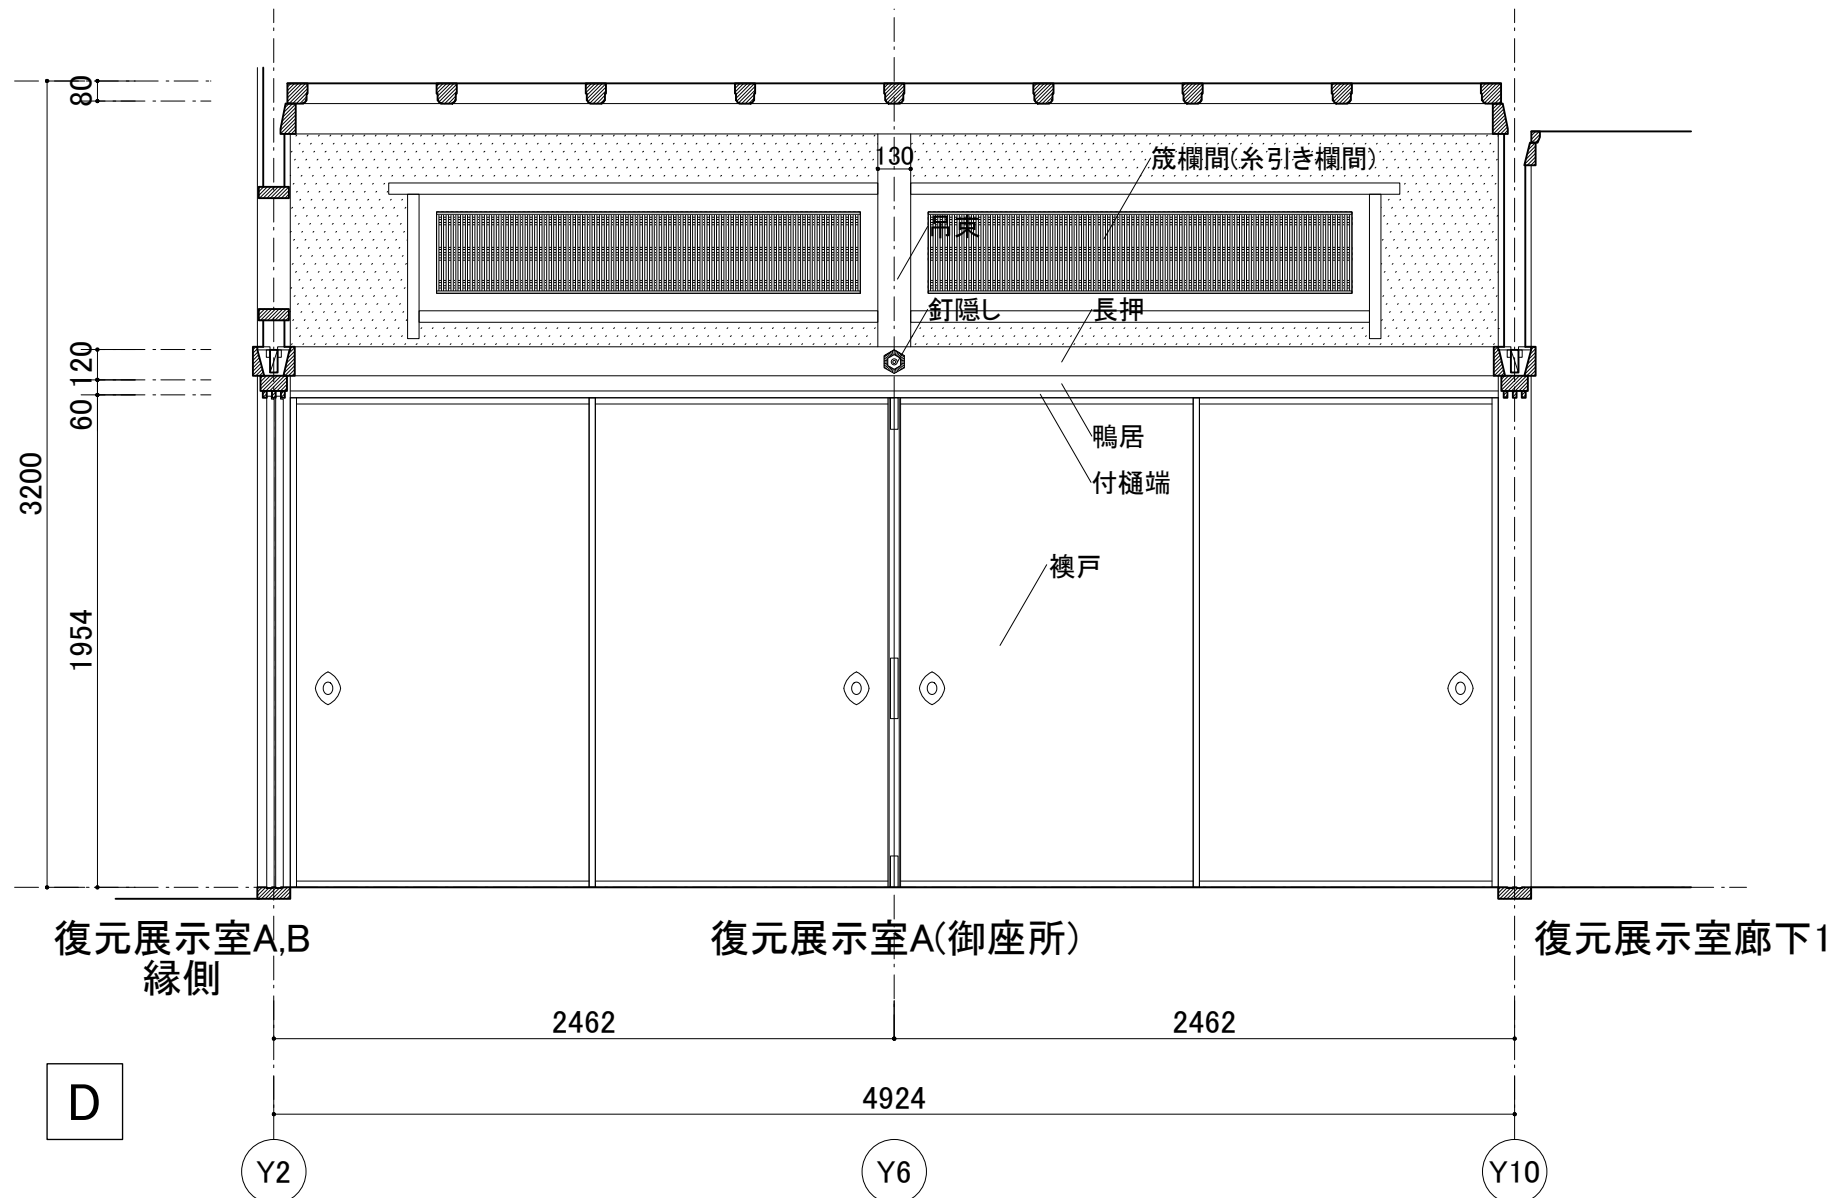 80
130
筬欄間(糸引き欄間)
吊束
釘隠し
長押
120
60
3200
鴨居
付樋端
襖戸
1954
復元展示室A,B
縁側
復元展示室A(御座所)
復元展示室廊下1
2462
2462
4924
D
Y2
Y6
Y10